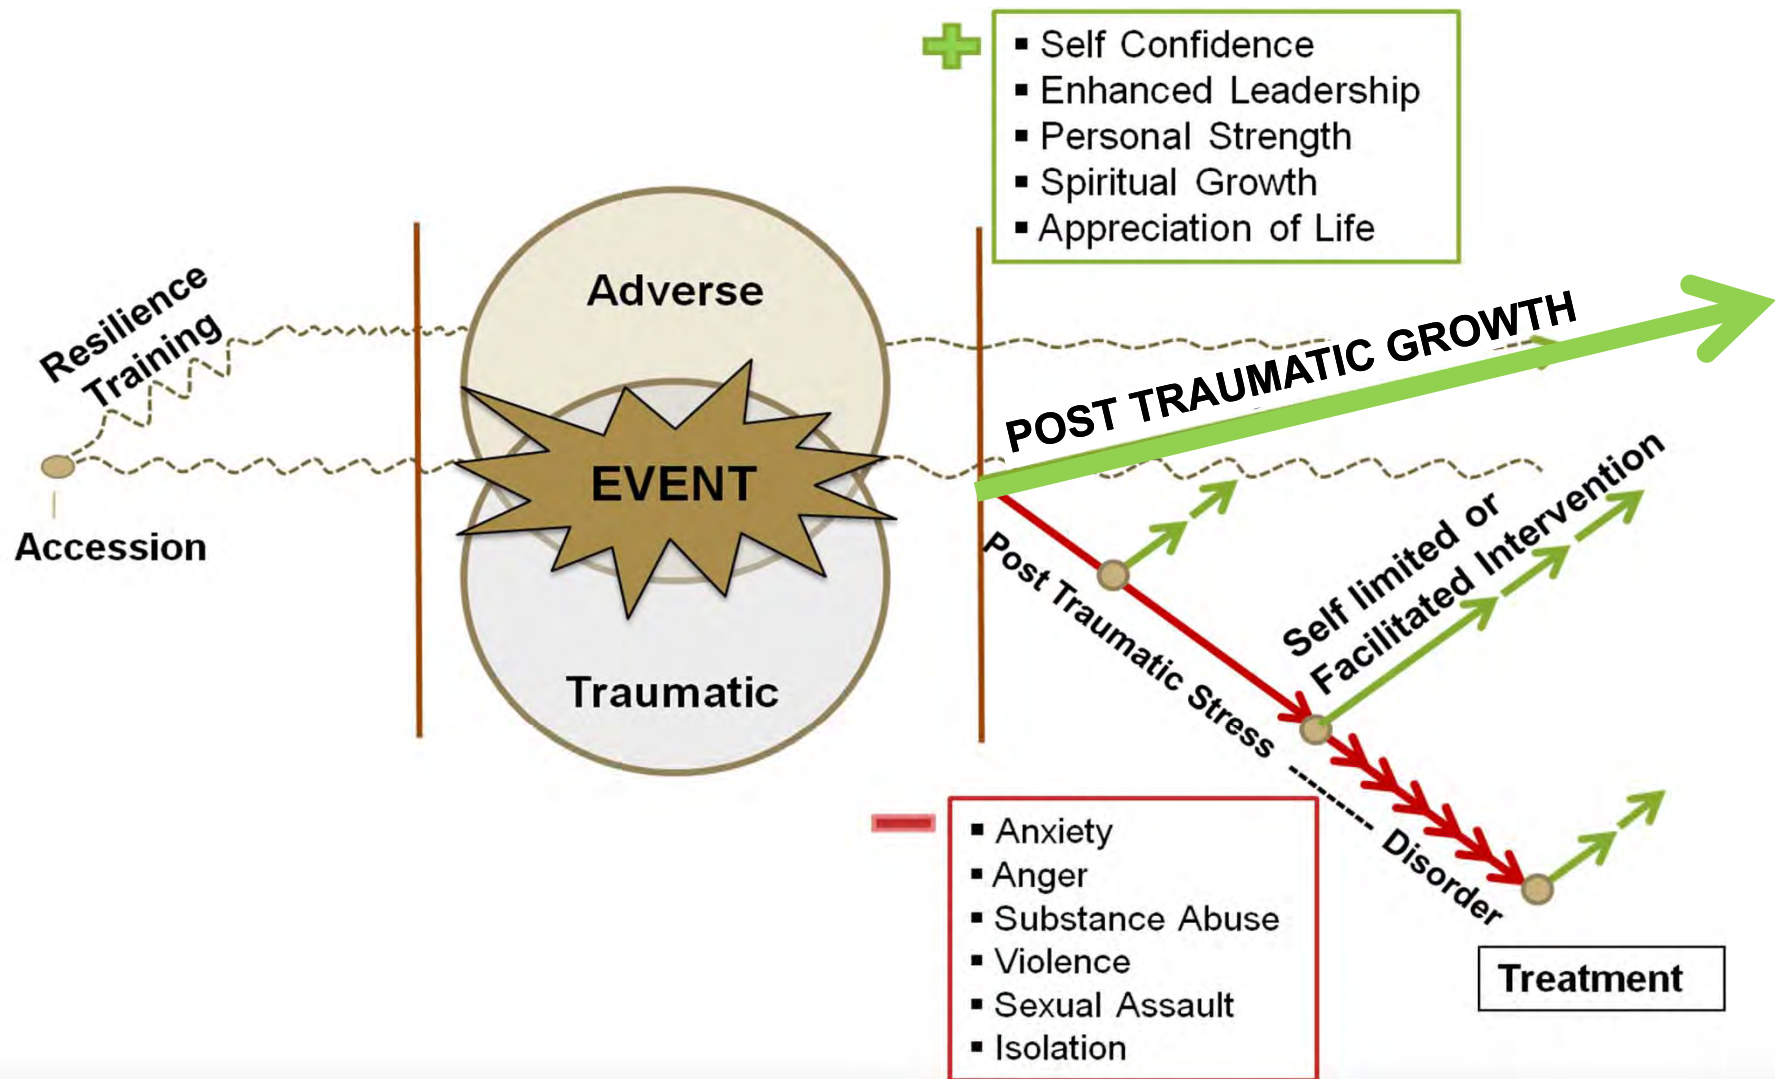 Self Confidence
Enhanced Leadership
Personal Strength
Spiritual Growth
Appreciation of Life
Resilience
Training
Adverse
POST TRAUMATIC GROWTH
EVENT
Accession
Self limited or
Facilitated Intervention
Post Traumatic Stress
Disorder
Traumatic
Anxiety
Anger
Substance Abuse
Violence
Sexual Assault
Isolation
Treatment